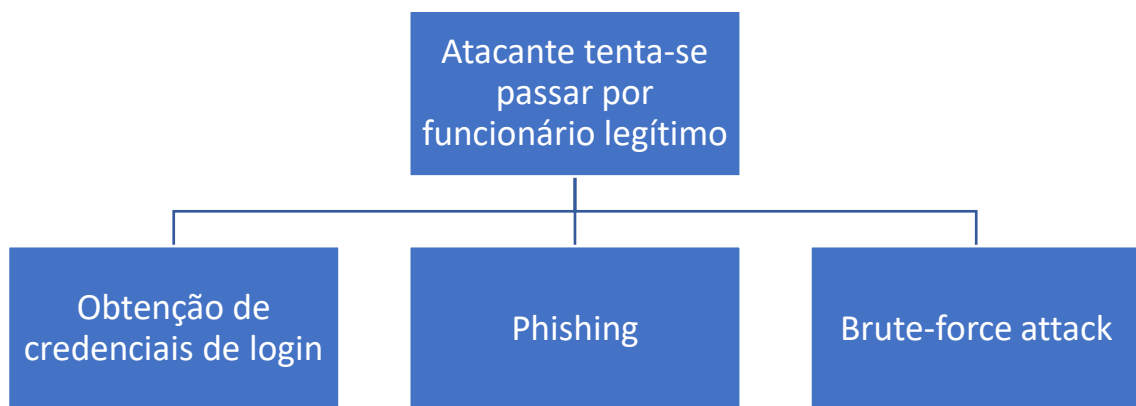 Atacante tenta-se
passar por
funcionário legítimo
Obtenção de
credenciais de login
Phishing
Brute-force attack